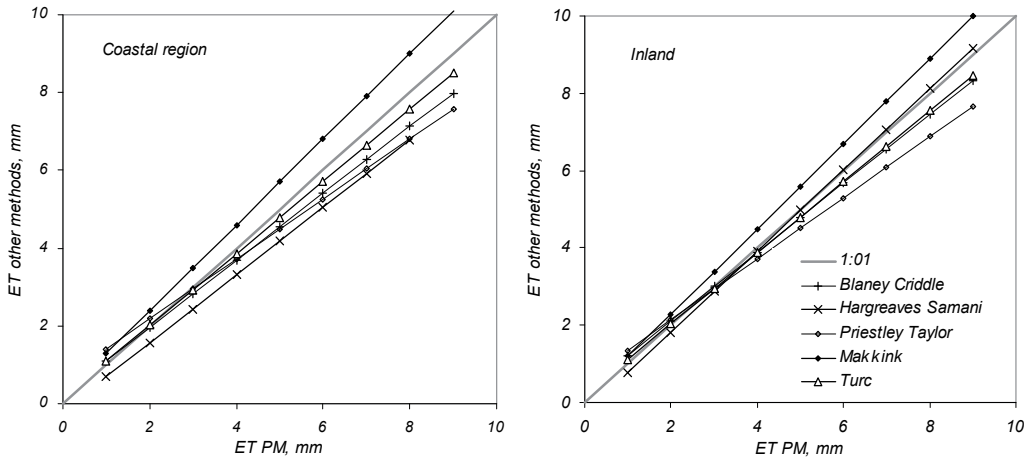 Coastal region
ET other methods, mm
10
8
6
4
2
0
0 2 4 6 8 10
ET PM, mm
Inland
ET other methods, mm
10
8
6
4
2
0
0 2 4 6 8 10
ET PM, mm
1:01
Blaney Criddle
Hargreaves Samani
Priestley Taylor
Makkink
Turc